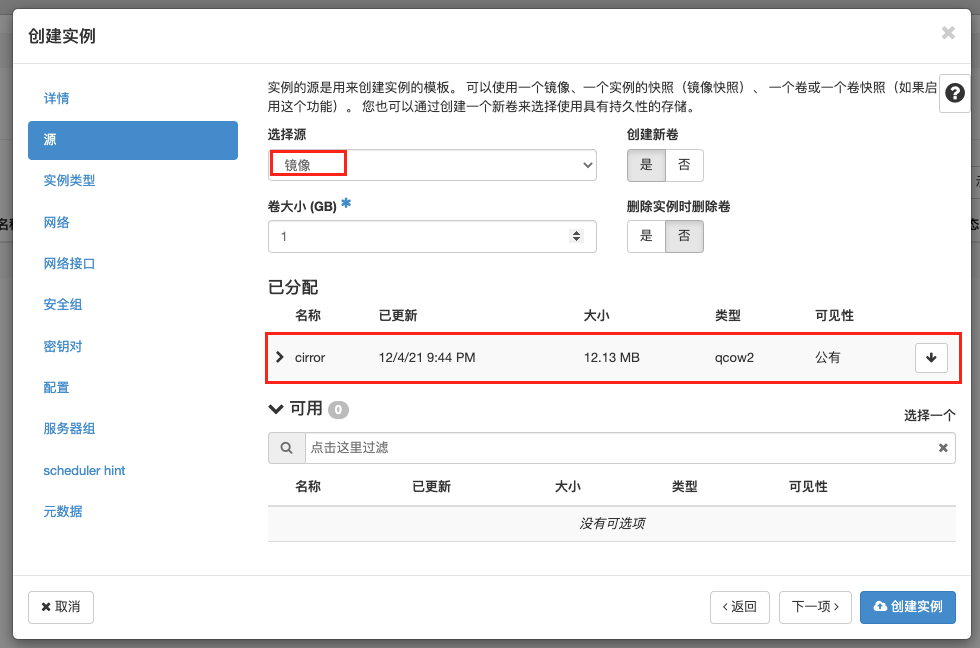 创建实例
详情
源
实例类型
网络
网络接口
安全组
密钥对
配置
服务器组
scheduler hint
元数据
实例的源是用来创建实例的模板。 可以使用一个镜像、一个实例的快照（镜像快照）、 一个卷或一个卷快照（如果启
用这个功能）。 您也可以通过创建一个新卷来选择使用具有持久性的存储。
选择源 创建新卷
镜像 是 否
卷大小 (GB) * 删除实例时删除卷
1 是 否
已分配
名称 已更新 大小 类型 可见性
cirror 12/4/21 9:44 PM 12.13 MB qcow2 公有
可用 0 选择一个
点击这里过滤
名称 已更新 大小 类型 可见性
没有可选项
取消 返回 下一项 创建实例